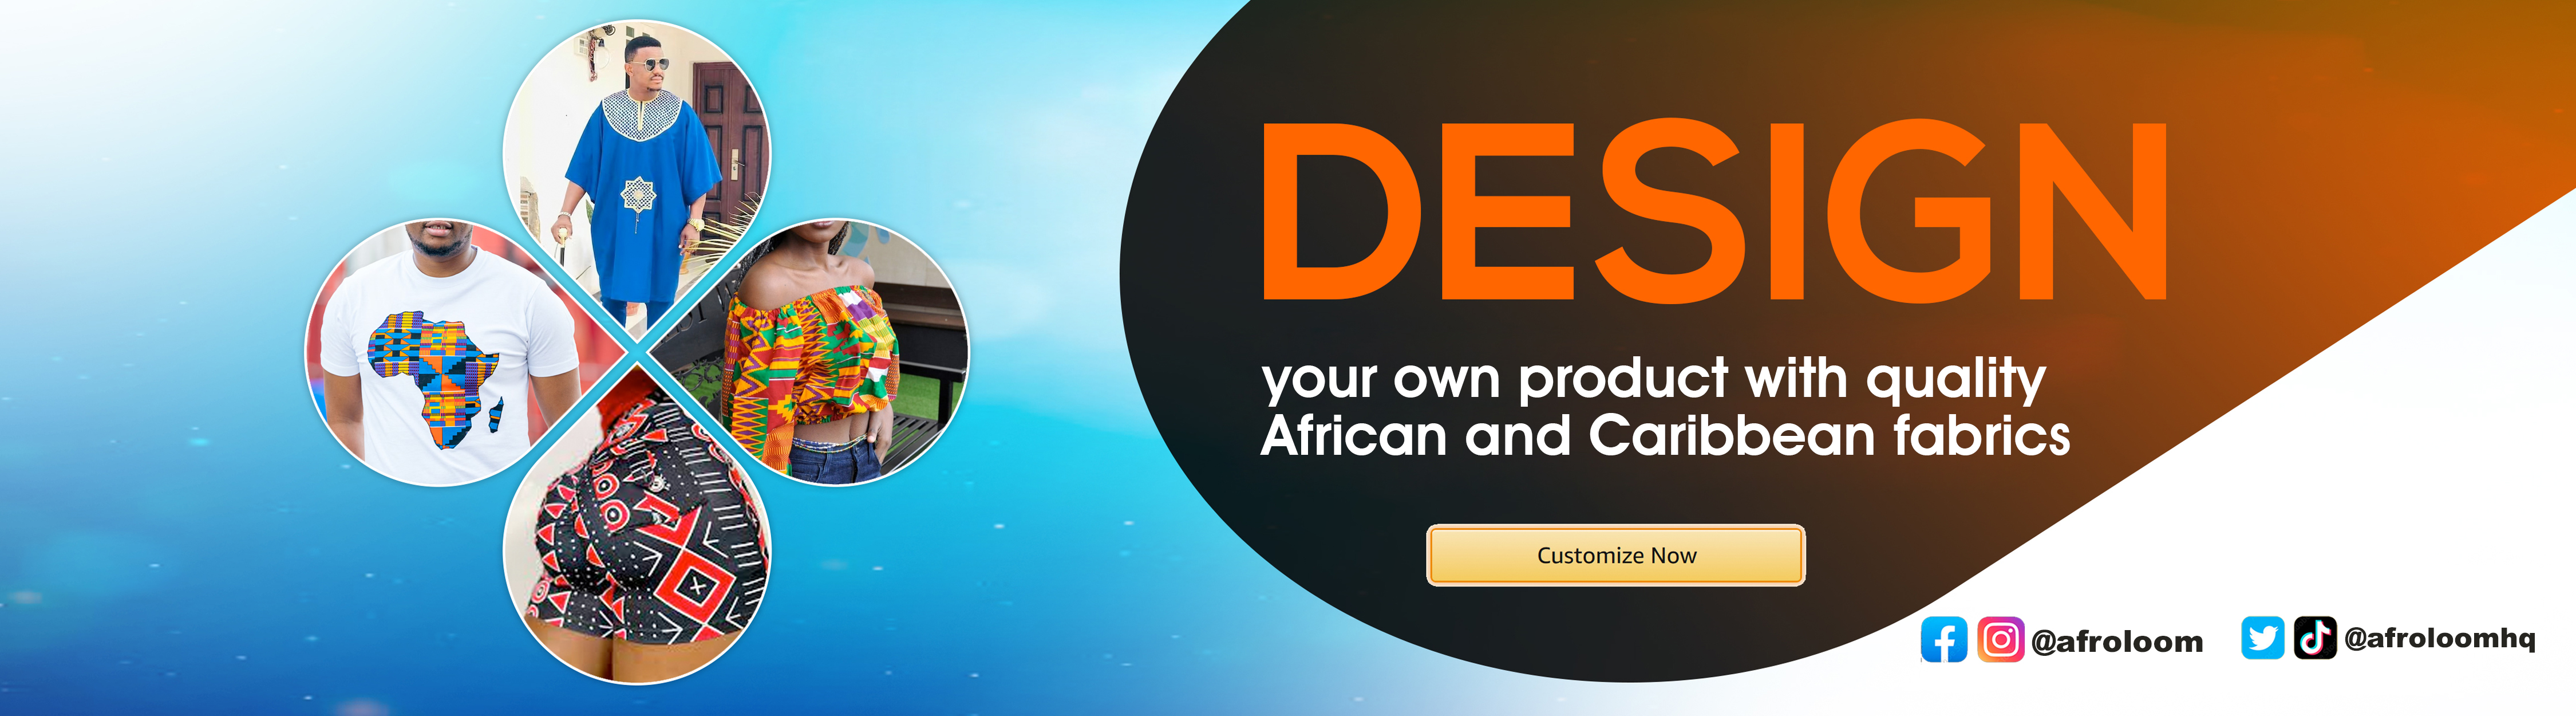 DESIGN
your own product with quality
African and Caribbean fabrics
Customize Now
@afroloom
@afroloomhq